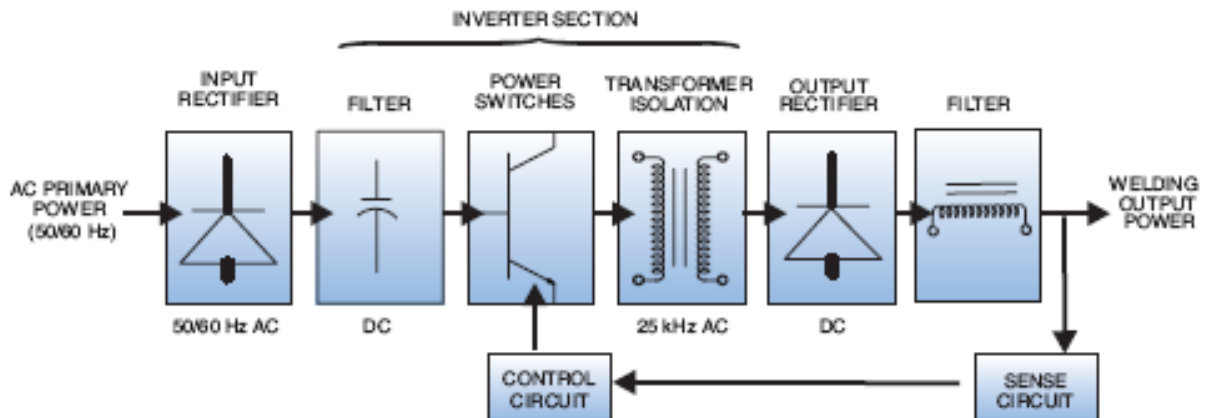 INVERTER SECTION
INPUT
RECTIFIER
FILTER
POWER
SWITCHES
TRANSFORMER
ISOLATION
OUTPUT
RECTIFIER
FILTER
AC PRIMARY
POWER
(50/60 Hz)
WELDING
OUTPUT
POWER
50/60 Hz AC
DC
25 kHz AC
DC
CONTROL
CIRCUIT
SENSE
CIRCUIT